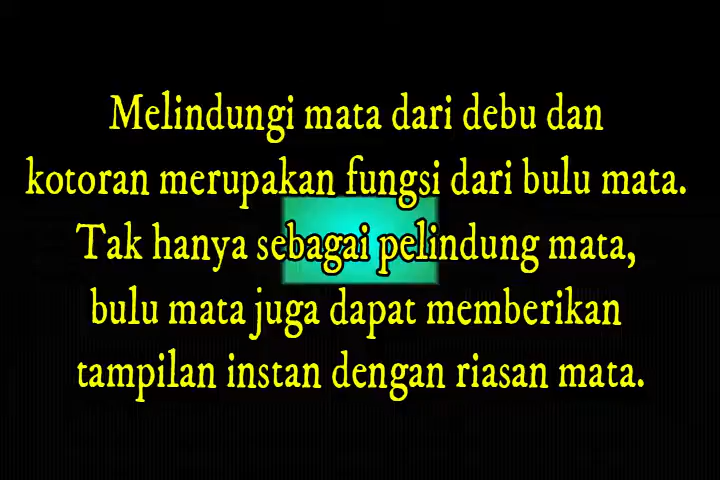 Melindungi mata dari debu dan
kotoran merupakan fungsi dari bulu mata.
Tak hanya sebagai pelindung mata,
bulu mata juga dapat memberikan
tampilan instan dengan riasan mata.